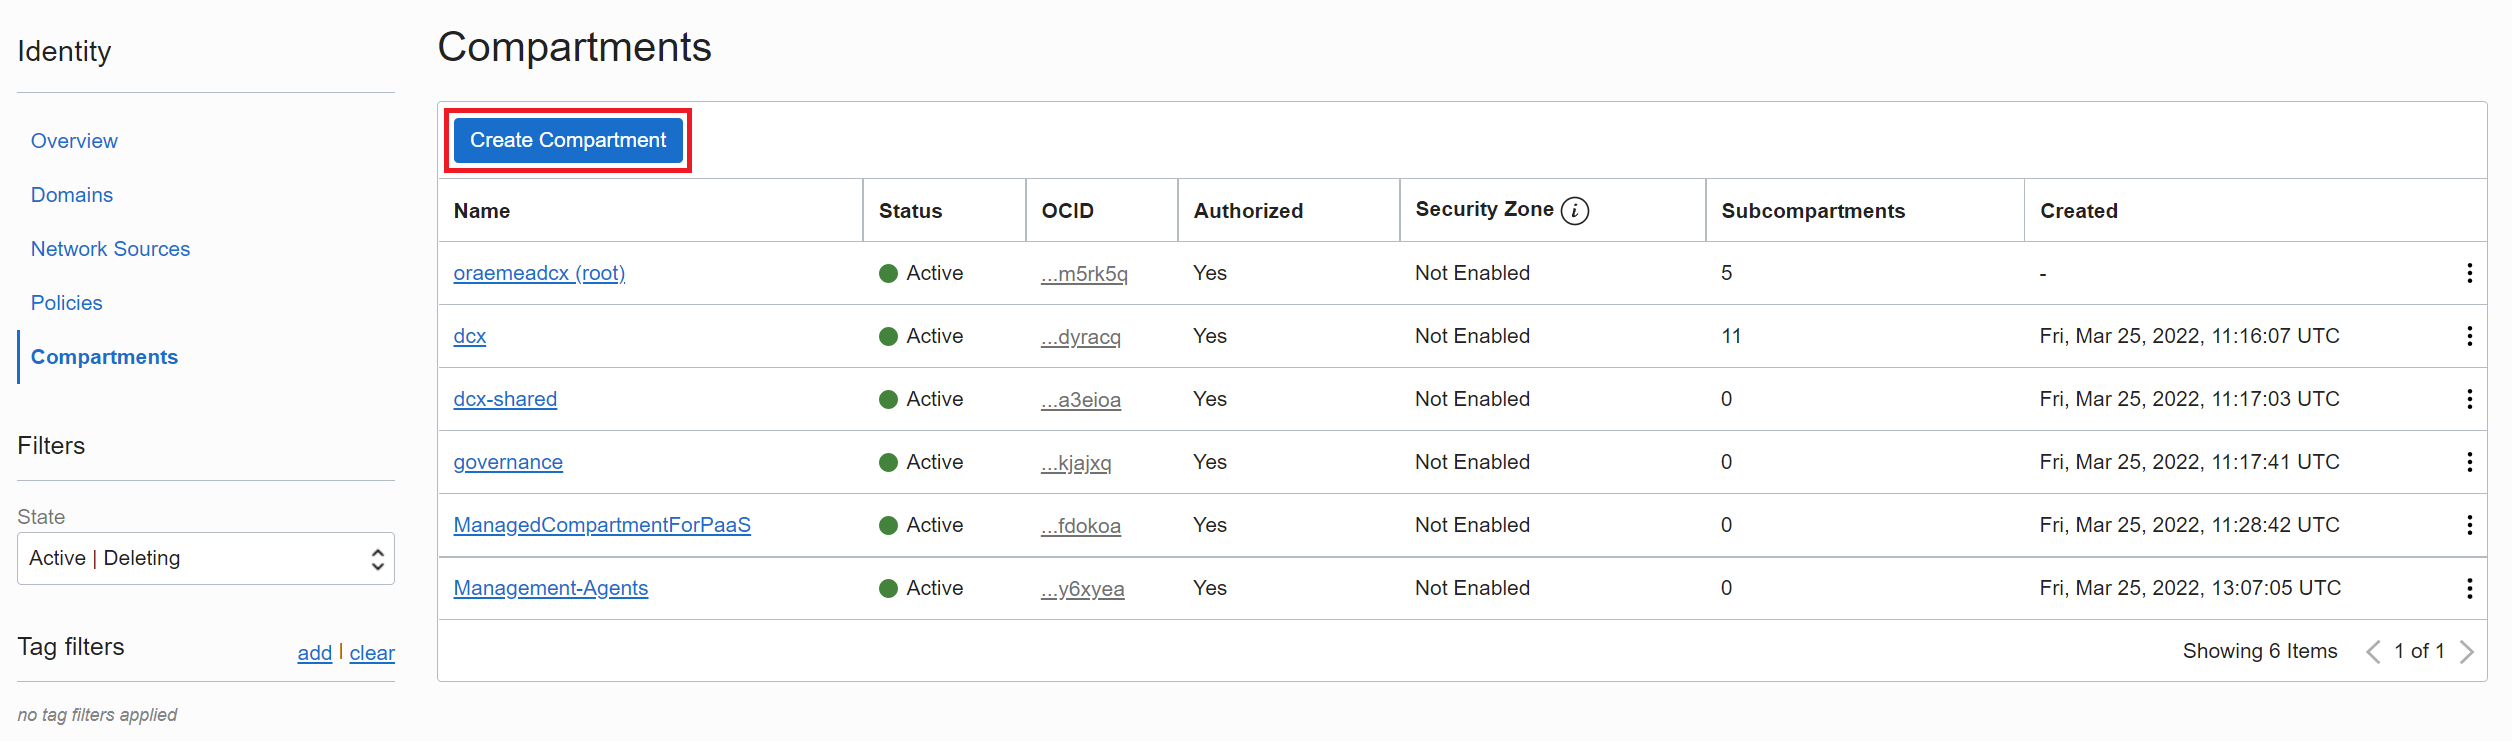 Identity
Overview
Domains
Network Sources
Policies
Compartments
Filters
State
Active | Deleting
Tag filters add | clear
no tag filters applied
Compartments
Create Compartment
Name Status OCID Authorized Security Zone i Subcompartments Created
oraemeadcx (root) Active ...m5rk5q Yes Not Enabled 5 -
dcx Active ...dyracq Yes Not Enabled 11 Fri, Mar 25, 2022, 11:16:07 UTC
dcx-shared Active ...a3eioa Yes Not Enabled 0 Fri, Mar 25, 2022, 11:17:03 UTC
governance Active ...kjajxq Yes Not Enabled 0 Fri, Mar 25, 2022, 11:17:41 UTC
ManagedCompartmentForPaaS Active ...fdokoa Yes Not Enabled 0 Fri, Mar 25, 2022, 11:28:42 UTC
Management-Agents Active ...y6xyea Yes Not Enabled 0 Fri, Mar 25, 2022, 13:07:05 UTC
Showing 6 Items 1 of 1